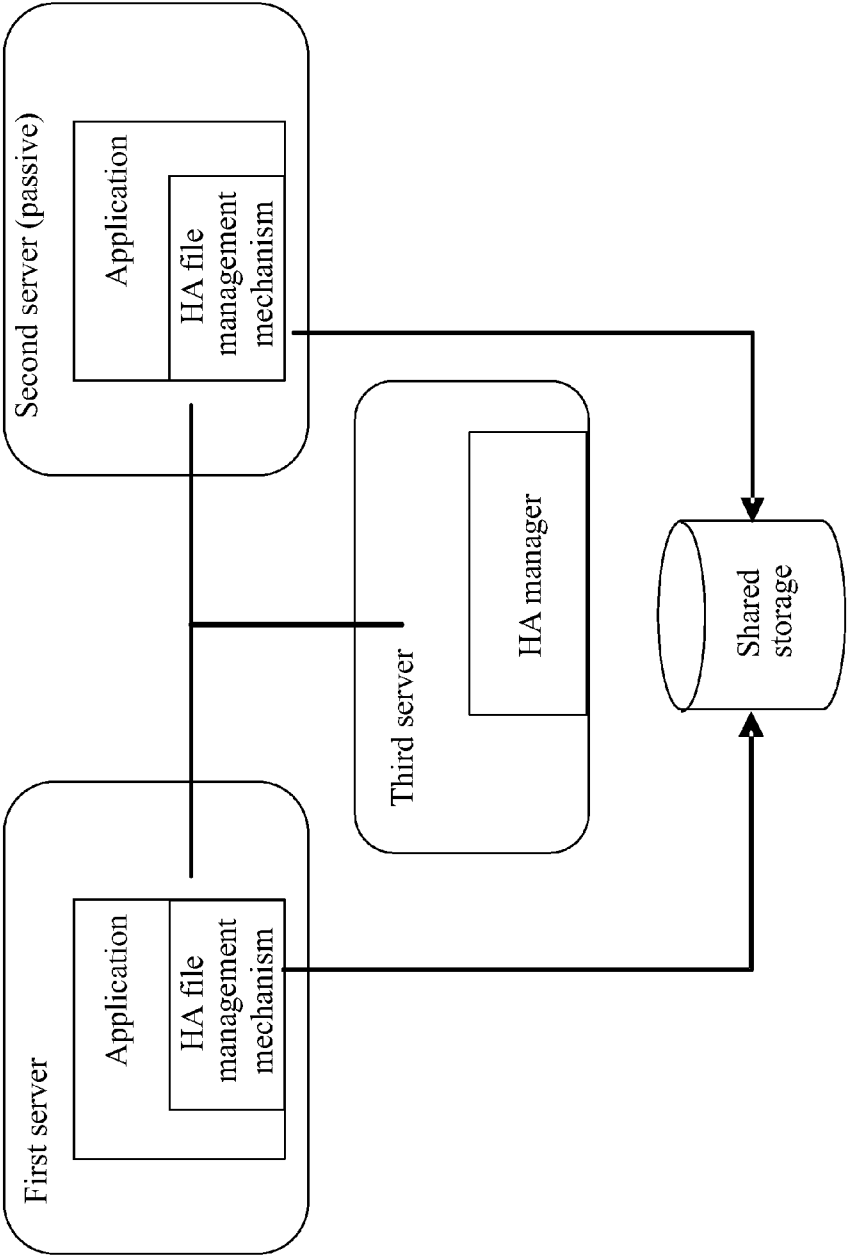 First server
Application
HA file
management
mechanism
Second server (passive)
Application
HA file
management
mechanism
Third server
HA manager
Shared
storage